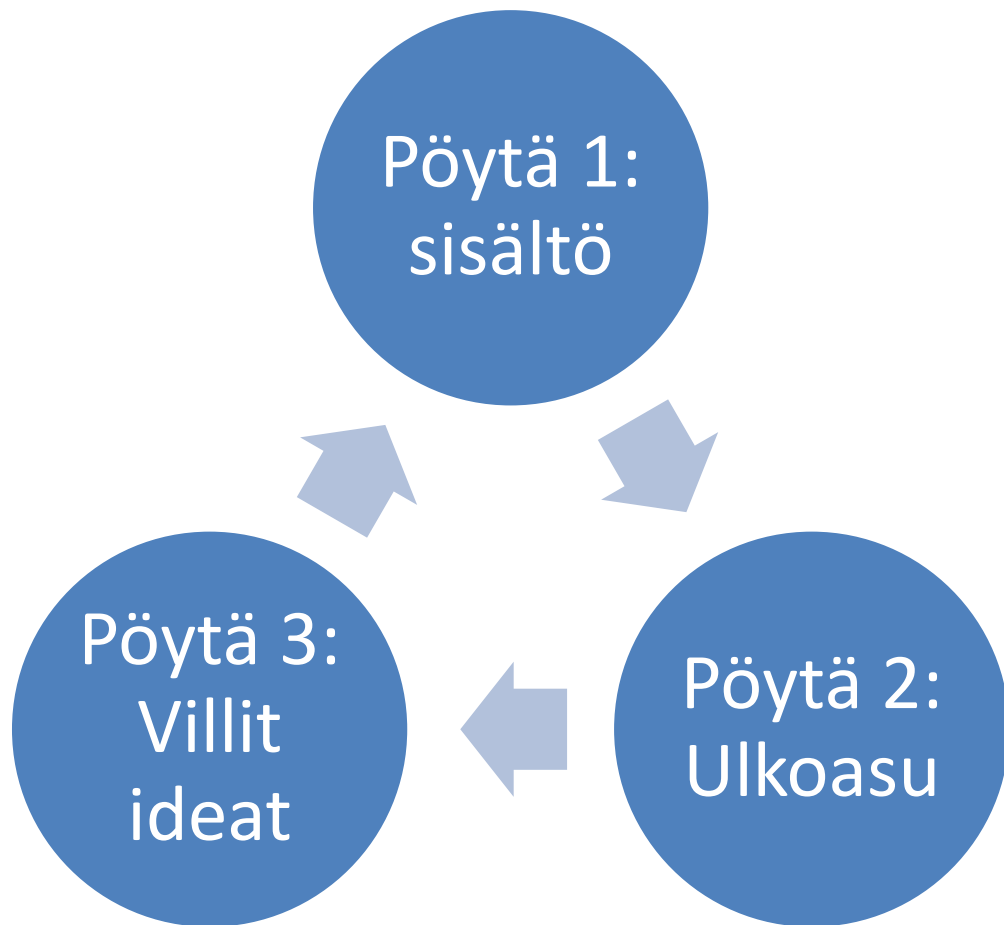 Pöytä 1:
sisältö
Pöytä 2:
Ulkoasu
Pöytä 3:
Villit
ideat